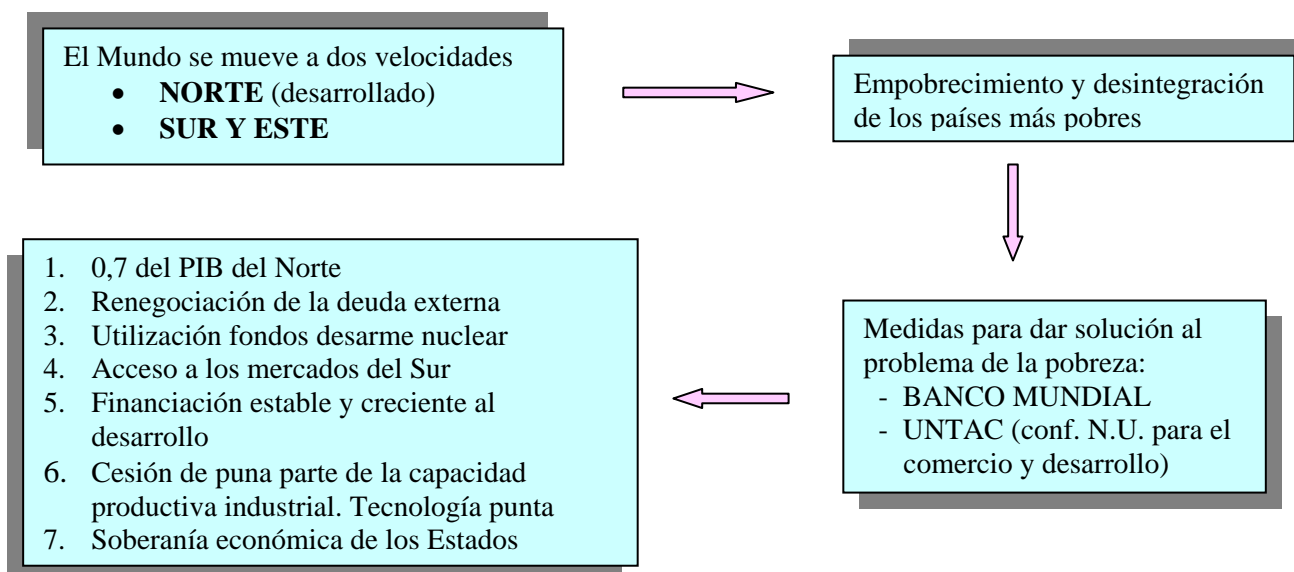 El Mundo se mueve a dos velocidades
• NORTE (desarrollado)
• SUR Y ESTE
Empobrecimiento y desintegración
de los países más pobres
Medidas para dar solución al
problema de la pobreza:
- BANCO MUNDIAL
- UNTAC (conf. N.U. para el
comercio y desarrollo)
1. 0,7 del PIB del Norte
2. Renegociación de la deuda externa
3. Utilización fondos desarme nuclear
4. Acceso a los mercados del Sur
5. Financiación estable y creciente al
desarrollo
6. Cesión de puna parte de la capacidad
productiva industrial. Tecnología punta
7. Soberanía económica de los Estados